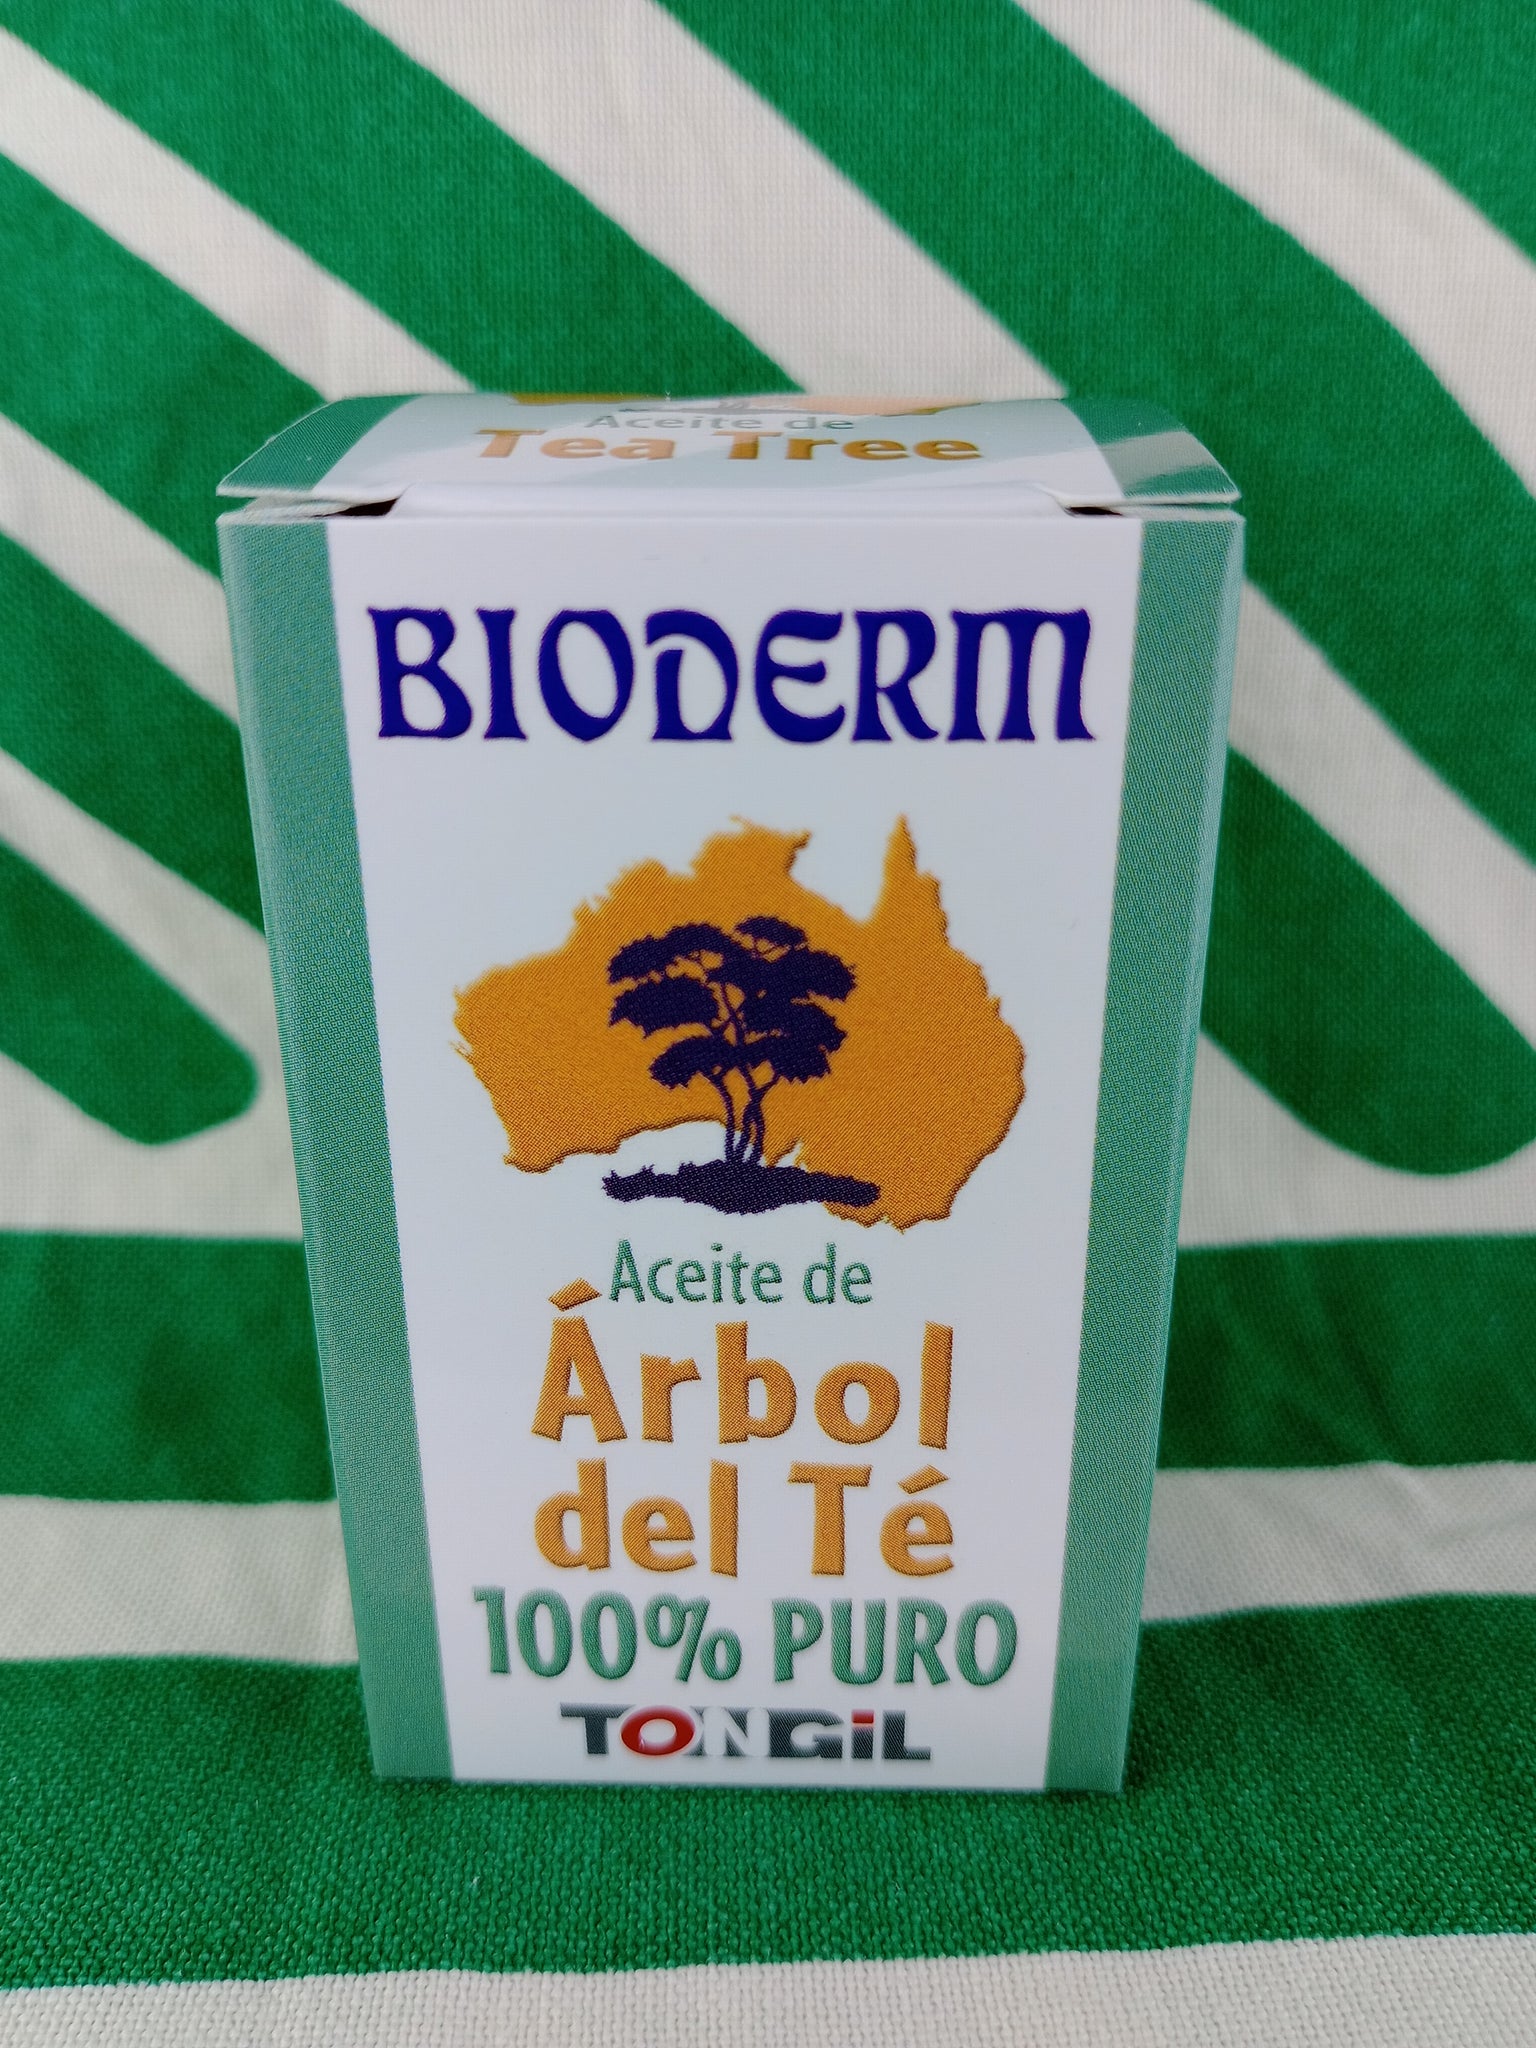 Aceite de
Tea Tree
BIODERM
Aceite de
Árbol
del Té
100% PURO
TONGiL